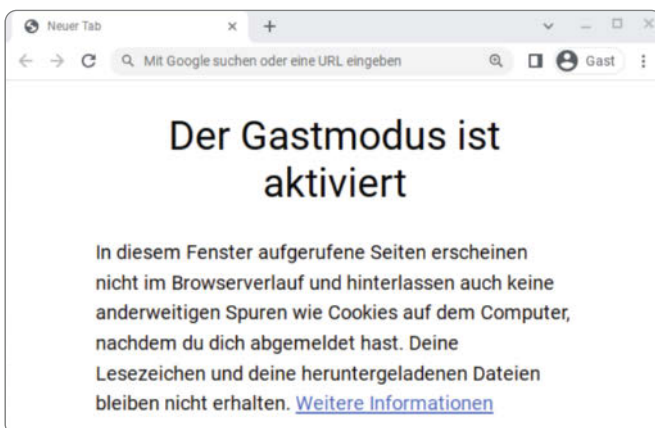 Neuer Tab
Mit Google suchen oder eine URL eingeben
Gast
Der Gastmodus ist
aktiviert
In diesem Fenster aufgerufene Seiten erscheinen
nicht im Browserverlauf und hinterlassen auch keine
anderweitigen Spuren wie Cookies auf dem Computer,
nachdem du dich abgemeldet hast. Deine
Lesezeichen und deine heruntergeladenen Dateien
bleiben nicht erhalten. Weitere Informationen